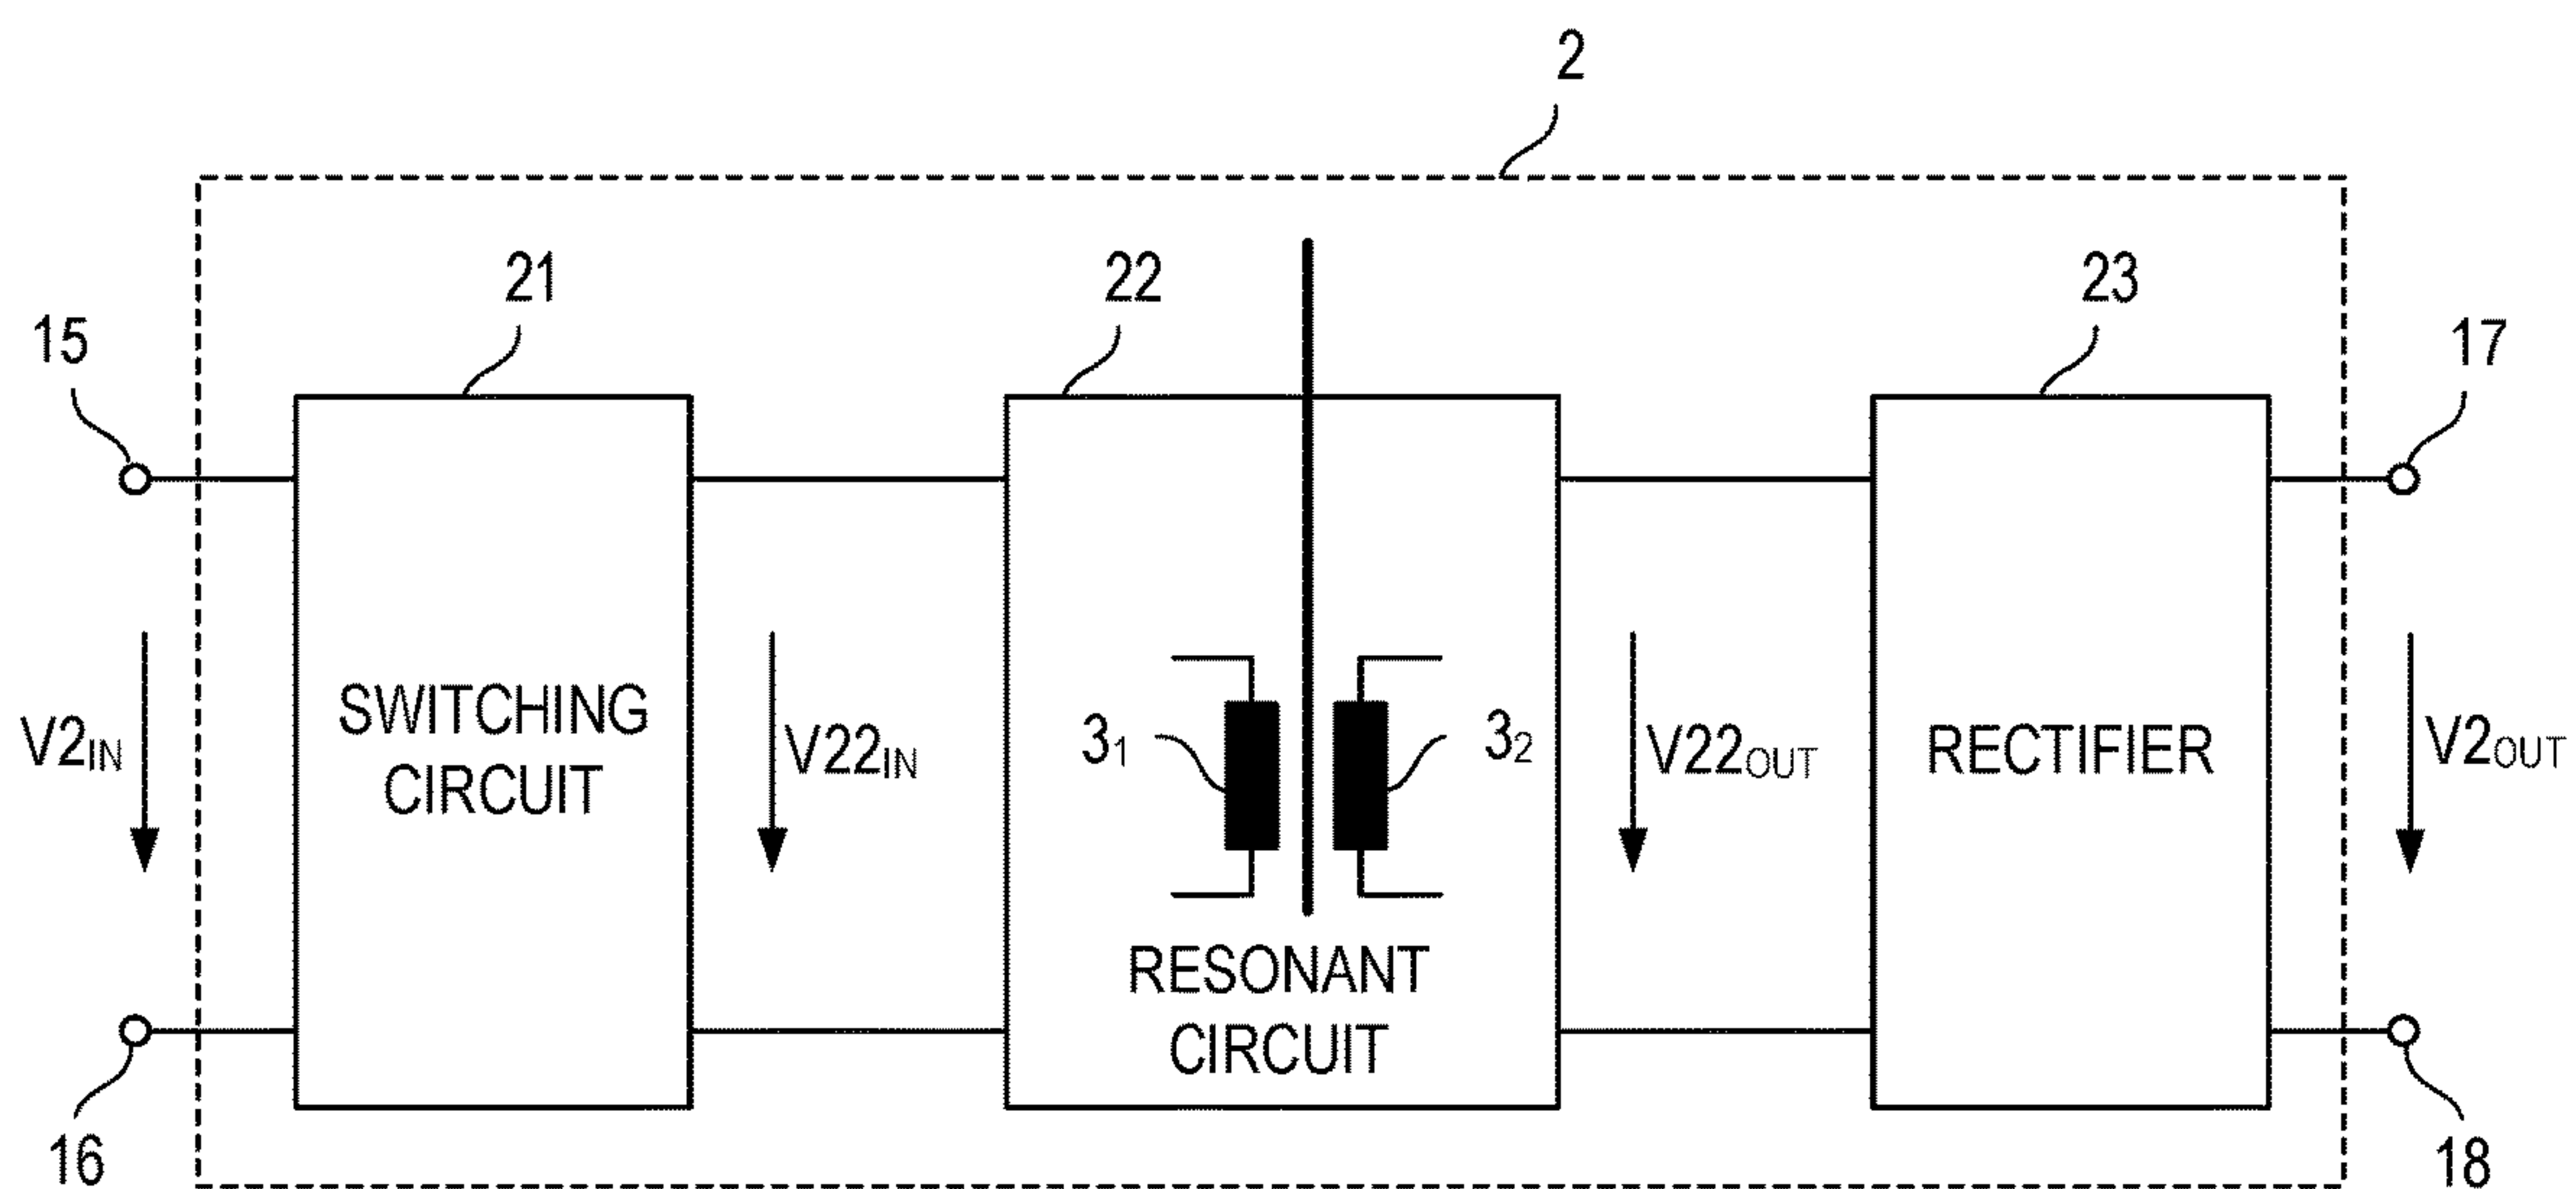 2
21
22
23
15
17
SWITCHING
CIRCUIT
V2IN
V22IN
31
32
V22OUT
RECTIFIER
V2OUT
RESONANT
CIRCUIT
16
18